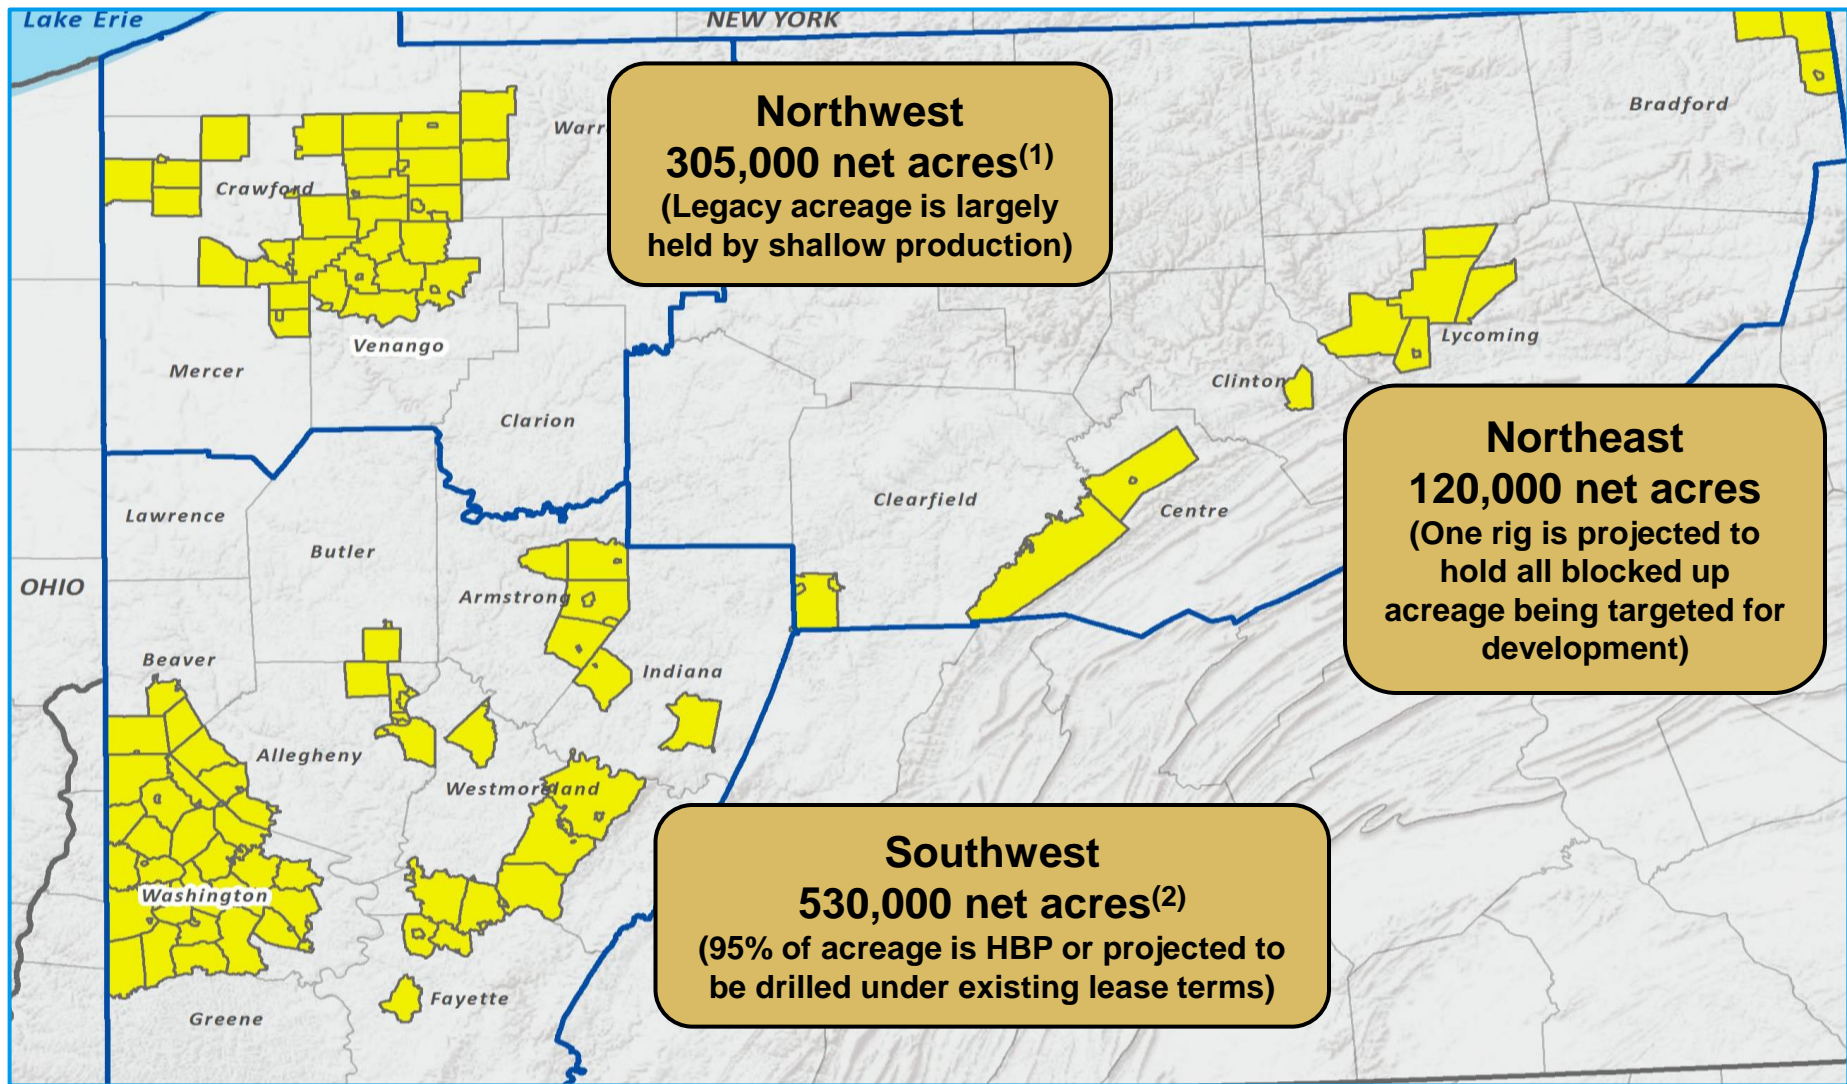 Lake Erie
NEW YORK
Bradford
Northwest
305,000 net acres(1)
(Legacy acreage is largely
held by shallow production)
Warr
Crawford
Venango
Mercer
Lycoming
Clinton
Clarion
Northeast
120,000 net acres
(One rig is projected to
hold all blocked up
acreage being targeted for
development)
Clearfield
Centre
Lawrence
Butler
OHIO
Armstrong
Beaver
Indiana
Allegheny
Westmoreland
Southwest
530,000 net acres(2)
(95% of acreage is HBP or projected to
be drilled under existing lease terms)
Washington
Fayette
Greene